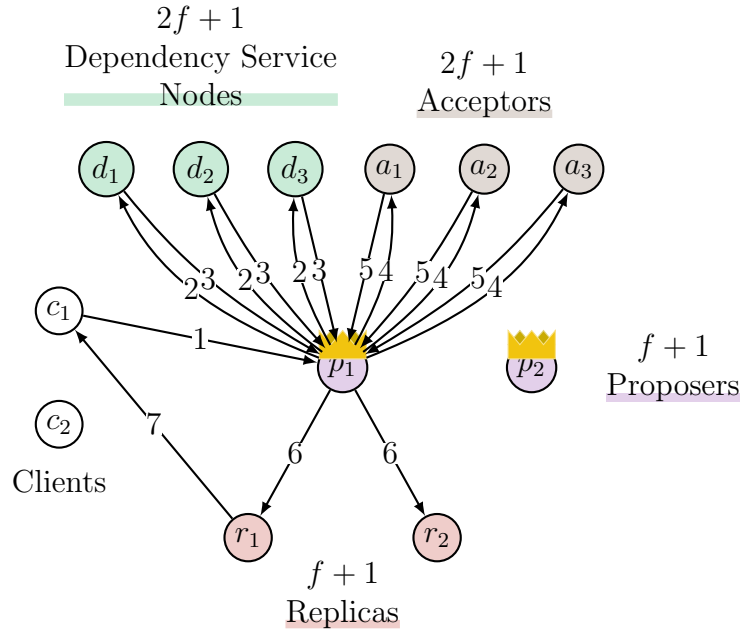 2f + 1
Dependency Service
Nodes
2f + 1
Acceptors
d₁
d₂
d₃
a₁
a₂
a₃
2
3
2
3
2
3
5
4
5
4
5
4
c₁
1
p₁
p₂
f + 1
Proposers
c₂
7
Clients
6
6
r₁
r₂
f + 1
Replicas